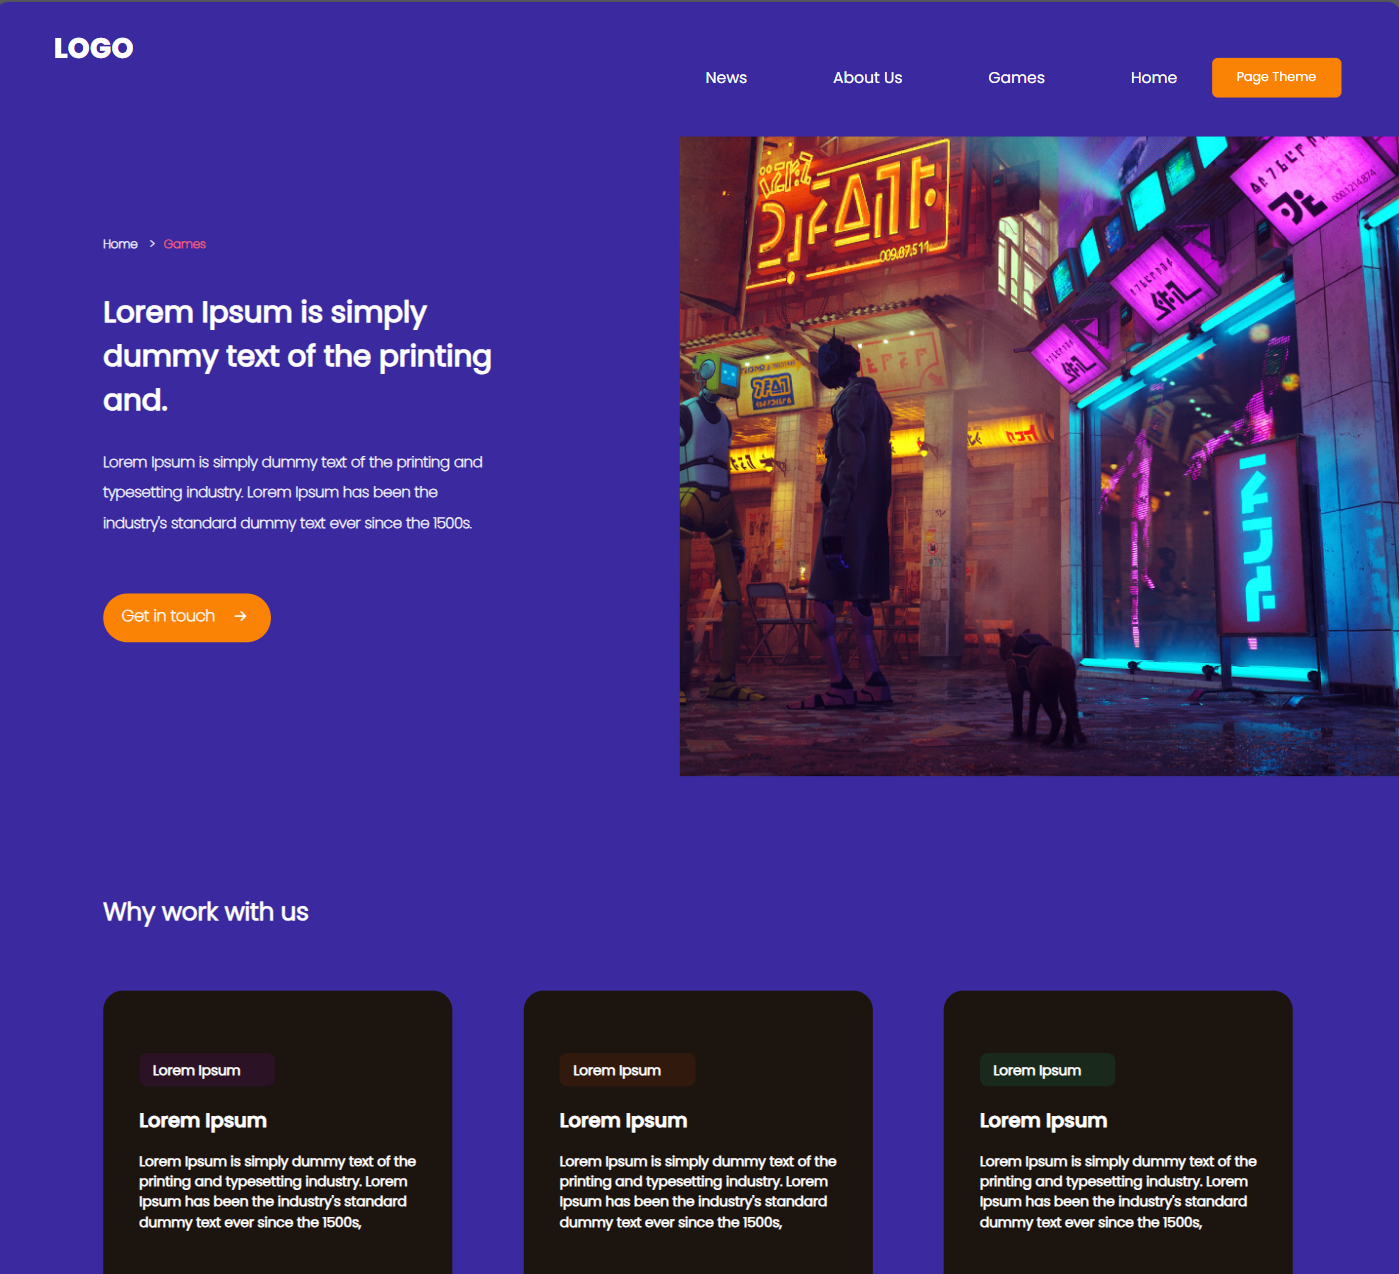 LOGO
News
About Us
Games
Home
Page Theme
Home > Games
Lorem Ipsum is simply
dummy text of the printing
and.
Lorem Ipsum is simply dummy text of the printing and
typesetting industry. Lorem Ipsum has been the
industry's standard dummy text ever since the 1500s.
Get in touch →
009.07.511
000.1214.874
Why work with us
Lorem Ipsum
Lorem Ipsum
Lorem Ipsum is simply dummy text of the
printing and typesetting industry. Lorem
Ipsum has been the industry's standard
dummy text ever since the 1500s,
Lorem Ipsum
Lorem Ipsum
Lorem Ipsum is simply dummy text of the
printing and typesetting industry. Lorem
Ipsum has been the industry's standard
dummy text ever since the 1500s,
Lorem Ipsum
Lorem Ipsum
Lorem Ipsum is simply dummy text of the
printing and typesetting industry. Lorem
Ipsum has been the industry's standard
dummy text ever since the 1500s,